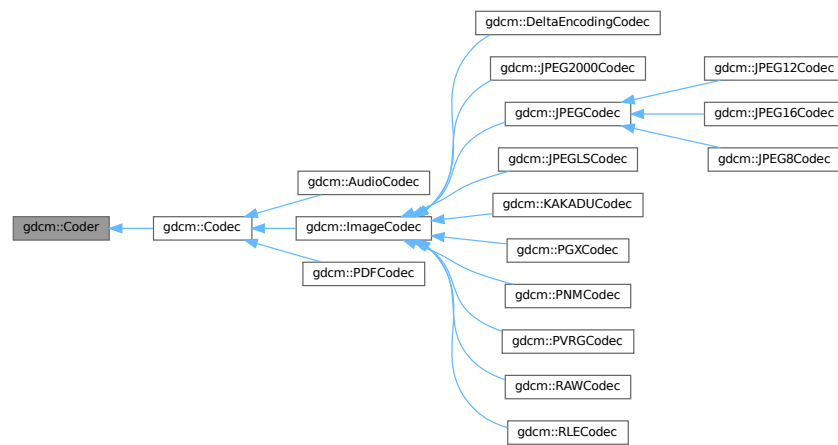 gdcm::DeltaEncodingCodec
gdcm::JPEG2000Codec
gdcm::JPEG12Codec
gdcm::JPEGCodec
gdcm::JPEG16Codec
gdcm::JPEGLSCodec
gdcm::JPEG8Codec
gdcm::AudioCodec
gdcm::KAKADUCodec
gdcm::Coder
gdcm::Codec
gdcm::ImageCodec
gdcm::PGXCodec
gdcm::PDFCodec
gdcm::PNMCodec
gdcm::PVRGCodec
gdcm::RAWCodec
gdcm::RLECodec